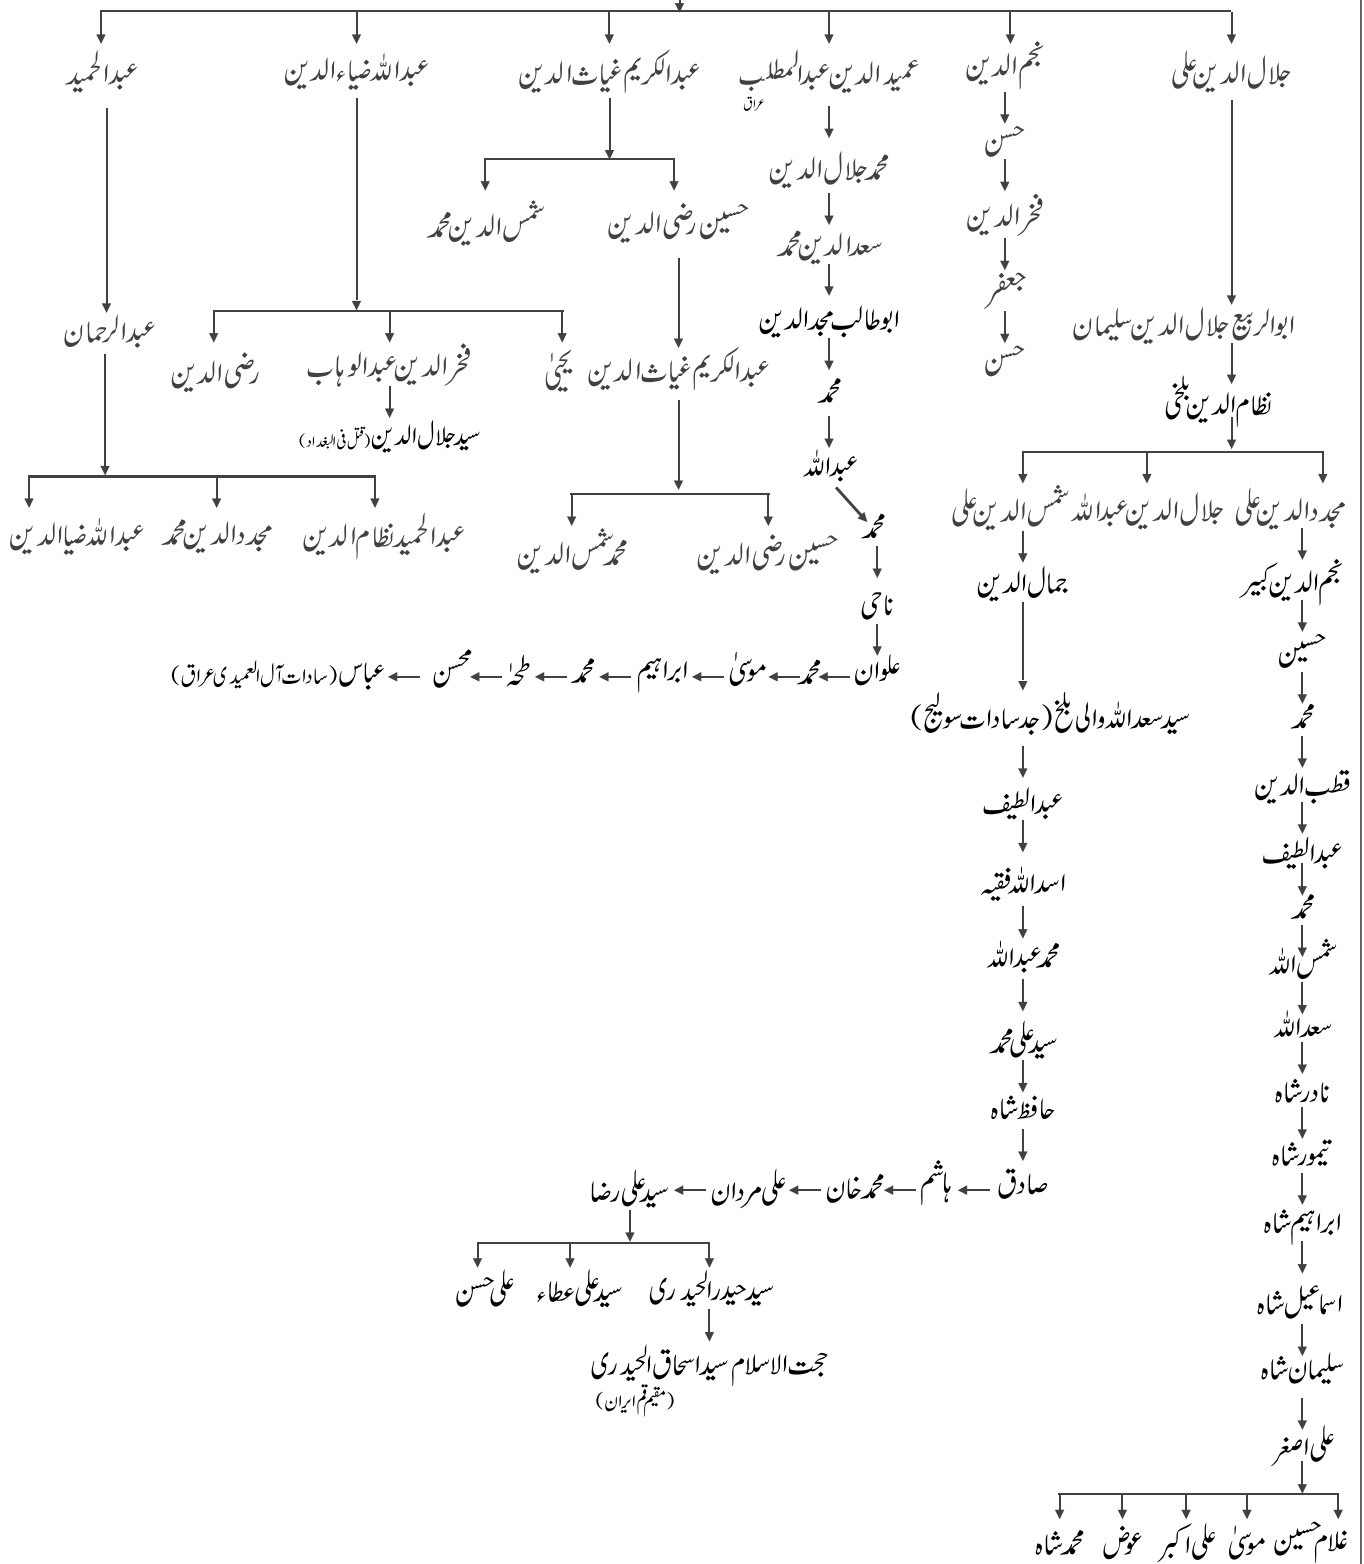 جلال الدین علی
نجم الدین
عمید الدین عبدالمطلب
عراق
عبدالکریم غیاث الدین
عبداللہ ضیاء الدین
عبدالحمید
حسن
محمد جلال الدین
فخر الدین
حسین رضی الدین
شمس الدین محمد
سعد الدین محمد
جعفر
ابوالربیع جلال الدین سلیمان
ابوطالب مجد الدین
عبدالرحمان
حسن
عبدالکریم غیاث الدین
یحییٰ
فخر الدین عبدالوہاب
رضی الدین
نظام الدین بلخی
محمد
سید جلال الدین (قتل فی البغداد)
عبداللہ
مجدد الدین علی
جلال الدین عبداللہ
شمس الدین علی
محمد
عبدالحمید نظام الدین
مجدد الدین محمد
عبداللہ ضیا الدین
حسین رضی الدین
محمد شمس الدین
نجم الدین کبیر
جمال الدین
ناحی
حسین
علوان
محمد
موسیٰ
ابراہیم
محمد
طحہٰ
محسن
عباس (سادات آل العمیدی عراق)
محمد
سید سعد اللہ والی بلخ (جد سادات سولیج)
قطب الدین
عبدالطیف
عبدالطیف
اسد اللہ فقیہ
محمد
محمد عبداللہ
شمس اللہ
سعد اللہ
سید علی محمد
نادر شاہ
حافظ شاہ
تیمور شاہ
صادق
ہاشم
محمد خان
علی مردان
سید علی رضا
ابراہیم شاہ
سید حیدر الحیدری
سید علی عطاء
علی حسن
اسماعیل شاہ
حجت الاسلام سید اسحاق الحیدری
(مقیم قم ایران)
سلیمان شاہ
علی اصغر
غلام حسین
موسیٰ
علی اکبر
عوض
محمد شاہ